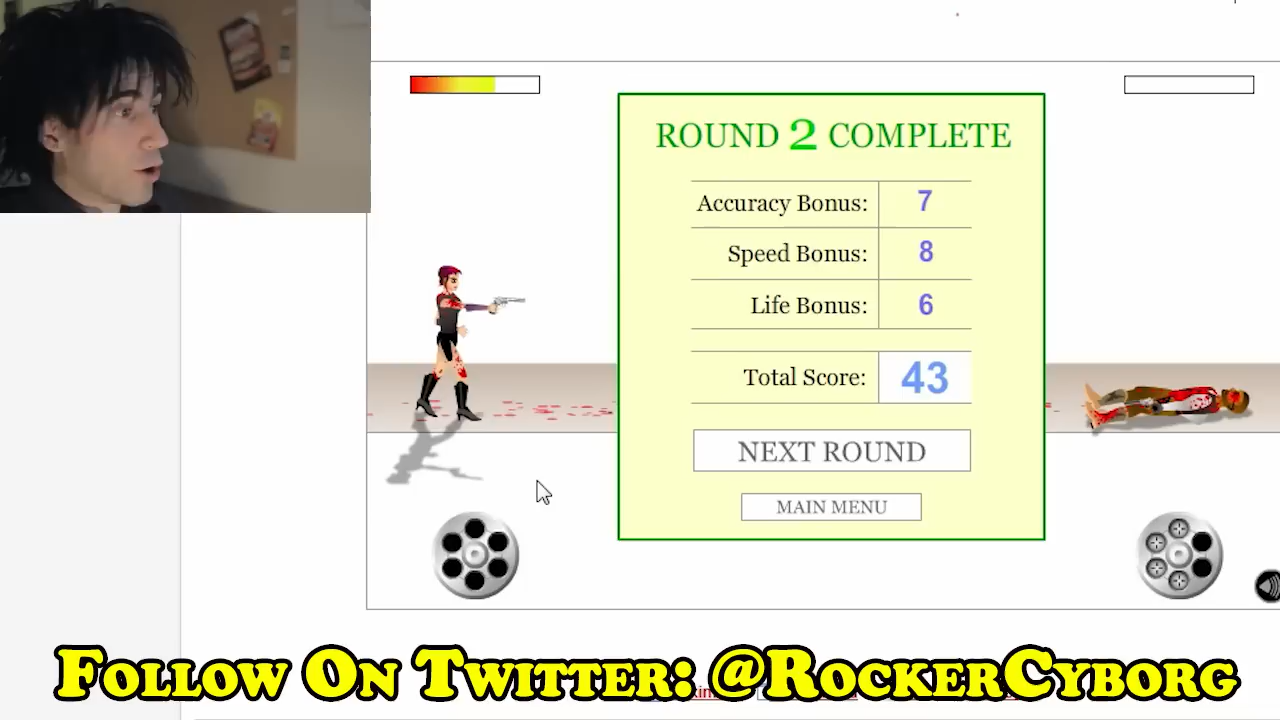 ROUND 2 COMPLETE
Accuracy Bonus: 7
Speed Bonus: 8
Life Bonus: 6
Total Score: 43
NEXT ROUND
MAIN MENU
FOLLOW ON TWITTER: @ROCKERCYBORG